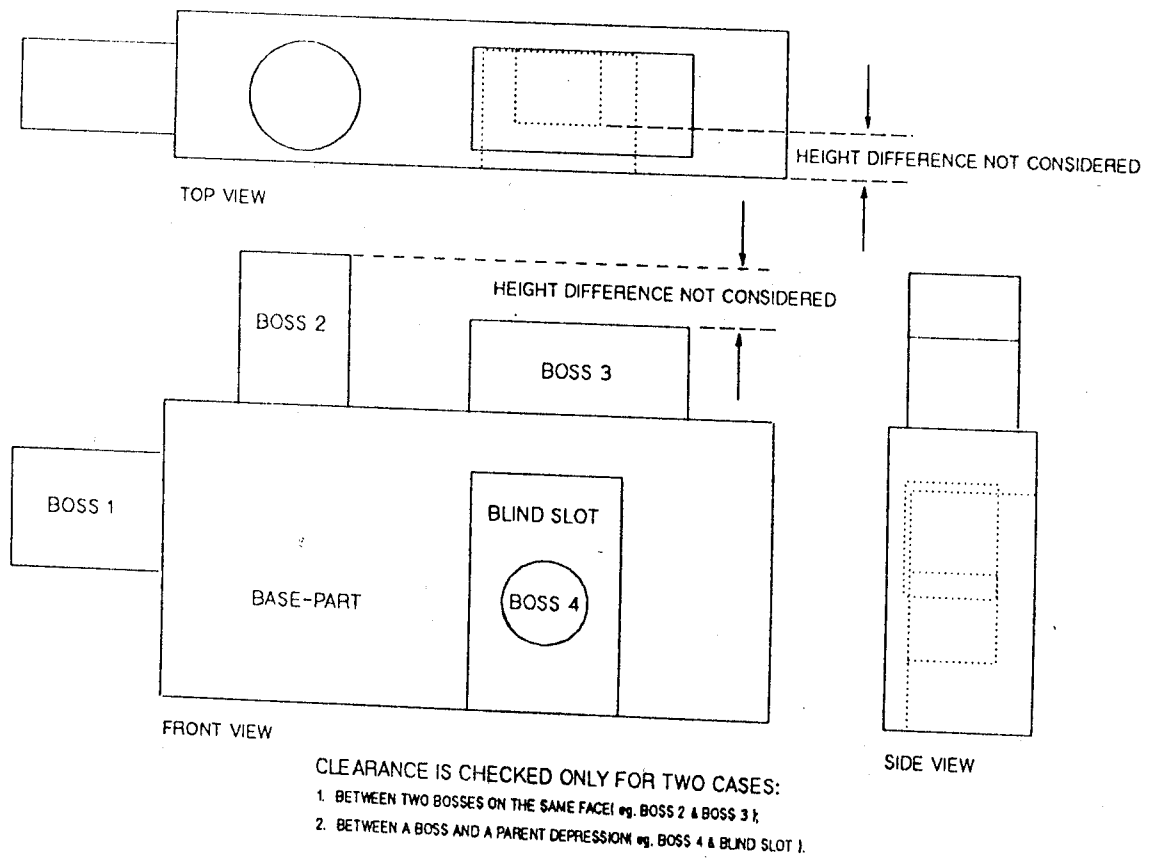 HEIGHT DIFFERENCE NOT CONSIDERED
TOP VIEW
HEIGHT DIFFERENCE NOT CONSIDERED
BOSS 2
BOSS 3
BOSS 1
BLIND SLOT
BASE-PART
BOSS 4
FRONT VIEW
SIDE VIEW
CLEARANCE IS CHECKED ONLY FOR TWO CASES:
1. BETWEEN TWO BOSSES ON THE SAME FACE( eg. BOSS 2 & BOSS 3 );
2. BETWEEN A BOSS AND A PARENT DEPRESSION( eg. BOSS 4 & BLIND SLOT ).